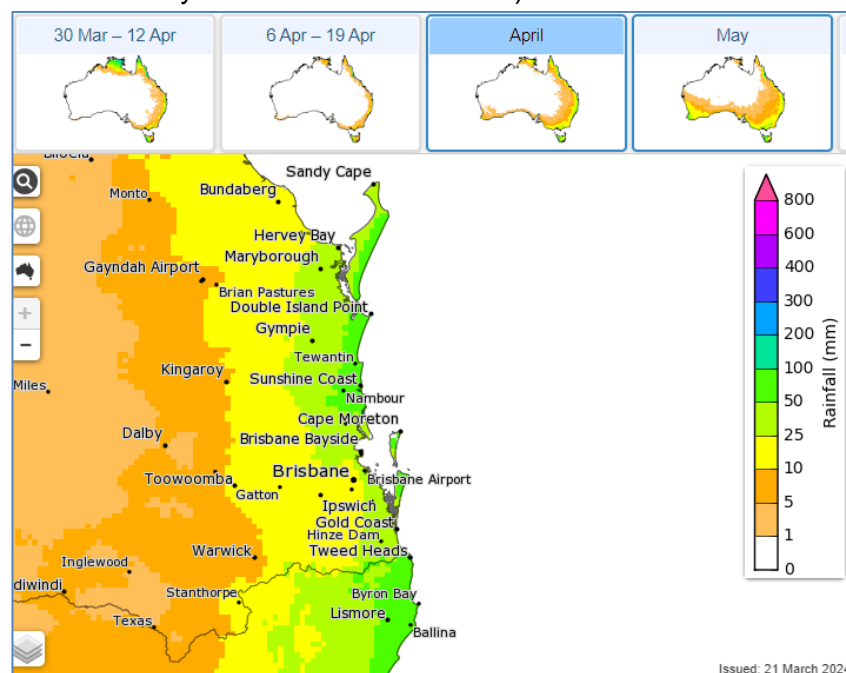 30 Mar – 12 Apr
6 Apr – 19 Apr
April
May
Sandy Cape
Monto
Bundaberg
Hervey Bay
Maryborough
Gayndah Airport
Brian Pastures
Double Island Point
Gympie
Tewantin
Kingaroy
Sunshine Coast
Miles
Nambour
Cape Moreton
Dalby
Brisbane Bayside
Brisbane
Toowoomba
Brisbane Airport
Gatton
Ipswich
Gold Coast
Hinze Dam
Warwick
Tweed Heads
Inglewood
diwindi
Stanthorpe
Byron Bay
Texas
Lismore
Ballina
800
600
400
300
200
100
50
25
10
5
1
0
Rainfall (mm)
Issued: 21 March 2024